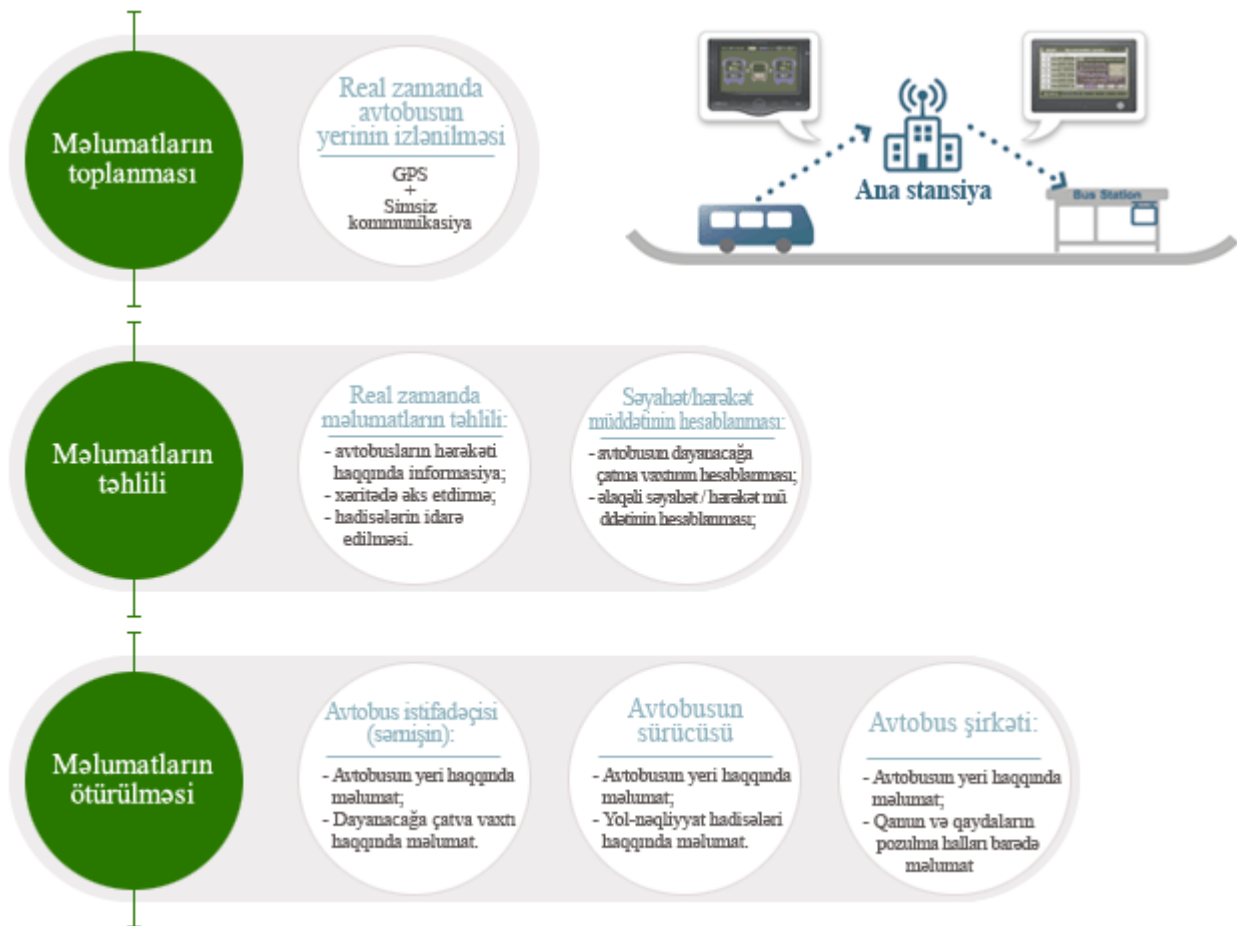 Məlumatların
toplanması
Real zamanda
avtobusun
yerinin izlənilməsi
GPS
+
Simsiz
kommunikasiya
Ana stansiya
Bus Station
Məlumatların
təhlili
Real zamanda
məlumatların təhlili:
- avtobusların hərəkəti
haqqında informasiya;
- xəritədə əks etdirmə;
- hadisələrin idarə
edilməsi.
Səyahət/hərəkət
müddətinin hesablanması:
- avtobusun dayanacağa
çatma vaxtının hesablanması;
- əlaqəli səyahət / hərəkət mü
ddətinin hesablanması;
Məlumatların
ötürülməsi
Avtobus istifadəçisi
(sərnişin):
- Avtobusun yeri haqqında
məlumat;
- Dayanacağa çatva vaxtı
haqqında məlumat.
Avtobusun
sürücüsü
- Avtobusun yeri haqqında
məlumat;
- Yol-nəqliyyat hadisələri
haqqında məlumat.
Avtobus şirkəti:
- Avtobusun yeri haqqında
məlumat;
- Qanun və qaydaların
pozulma halları barədə
məlumat